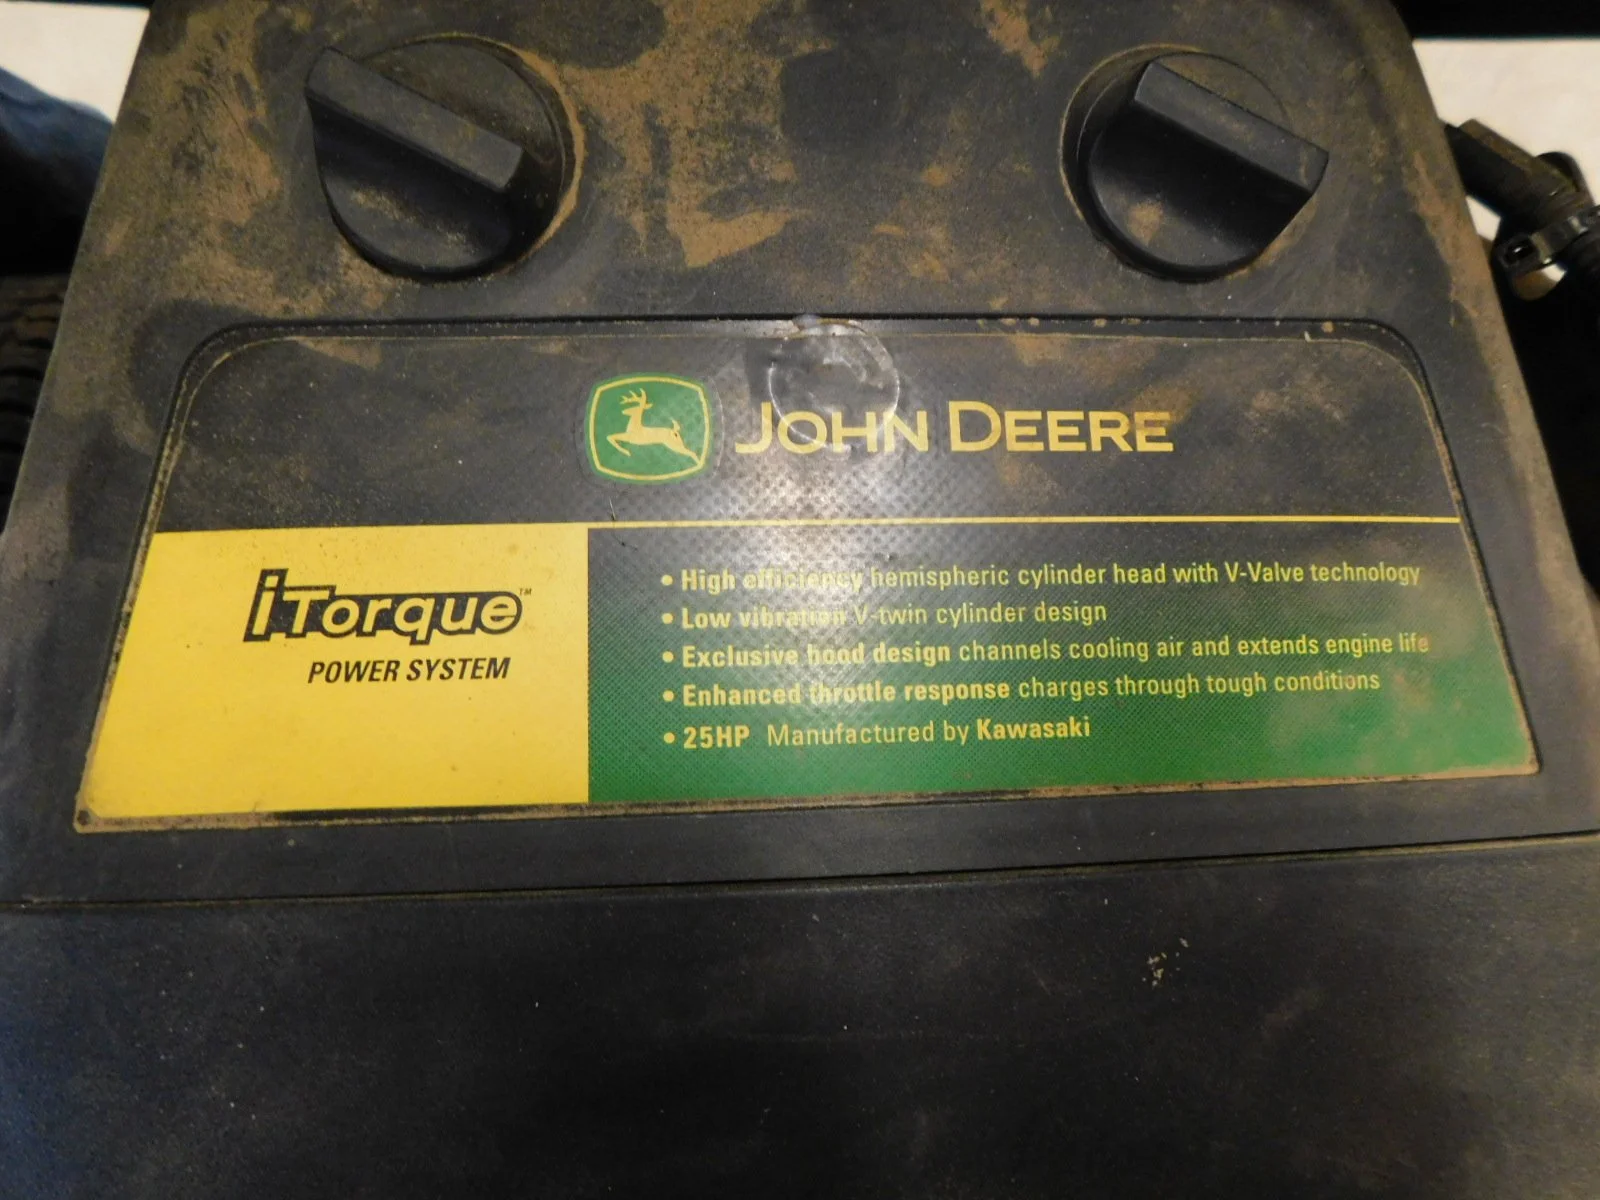 JOHN DEERE
iTorque™
POWER SYSTEM
• High efficiency hemispheric cylinder head with V-Valve technology
• Low vibration V-twin cylinder design
• Exclusive hood design channels cooling air and extends engine life
• Enhanced throttle response charges through tough conditions
• 25HP Manufactured by Kawasaki